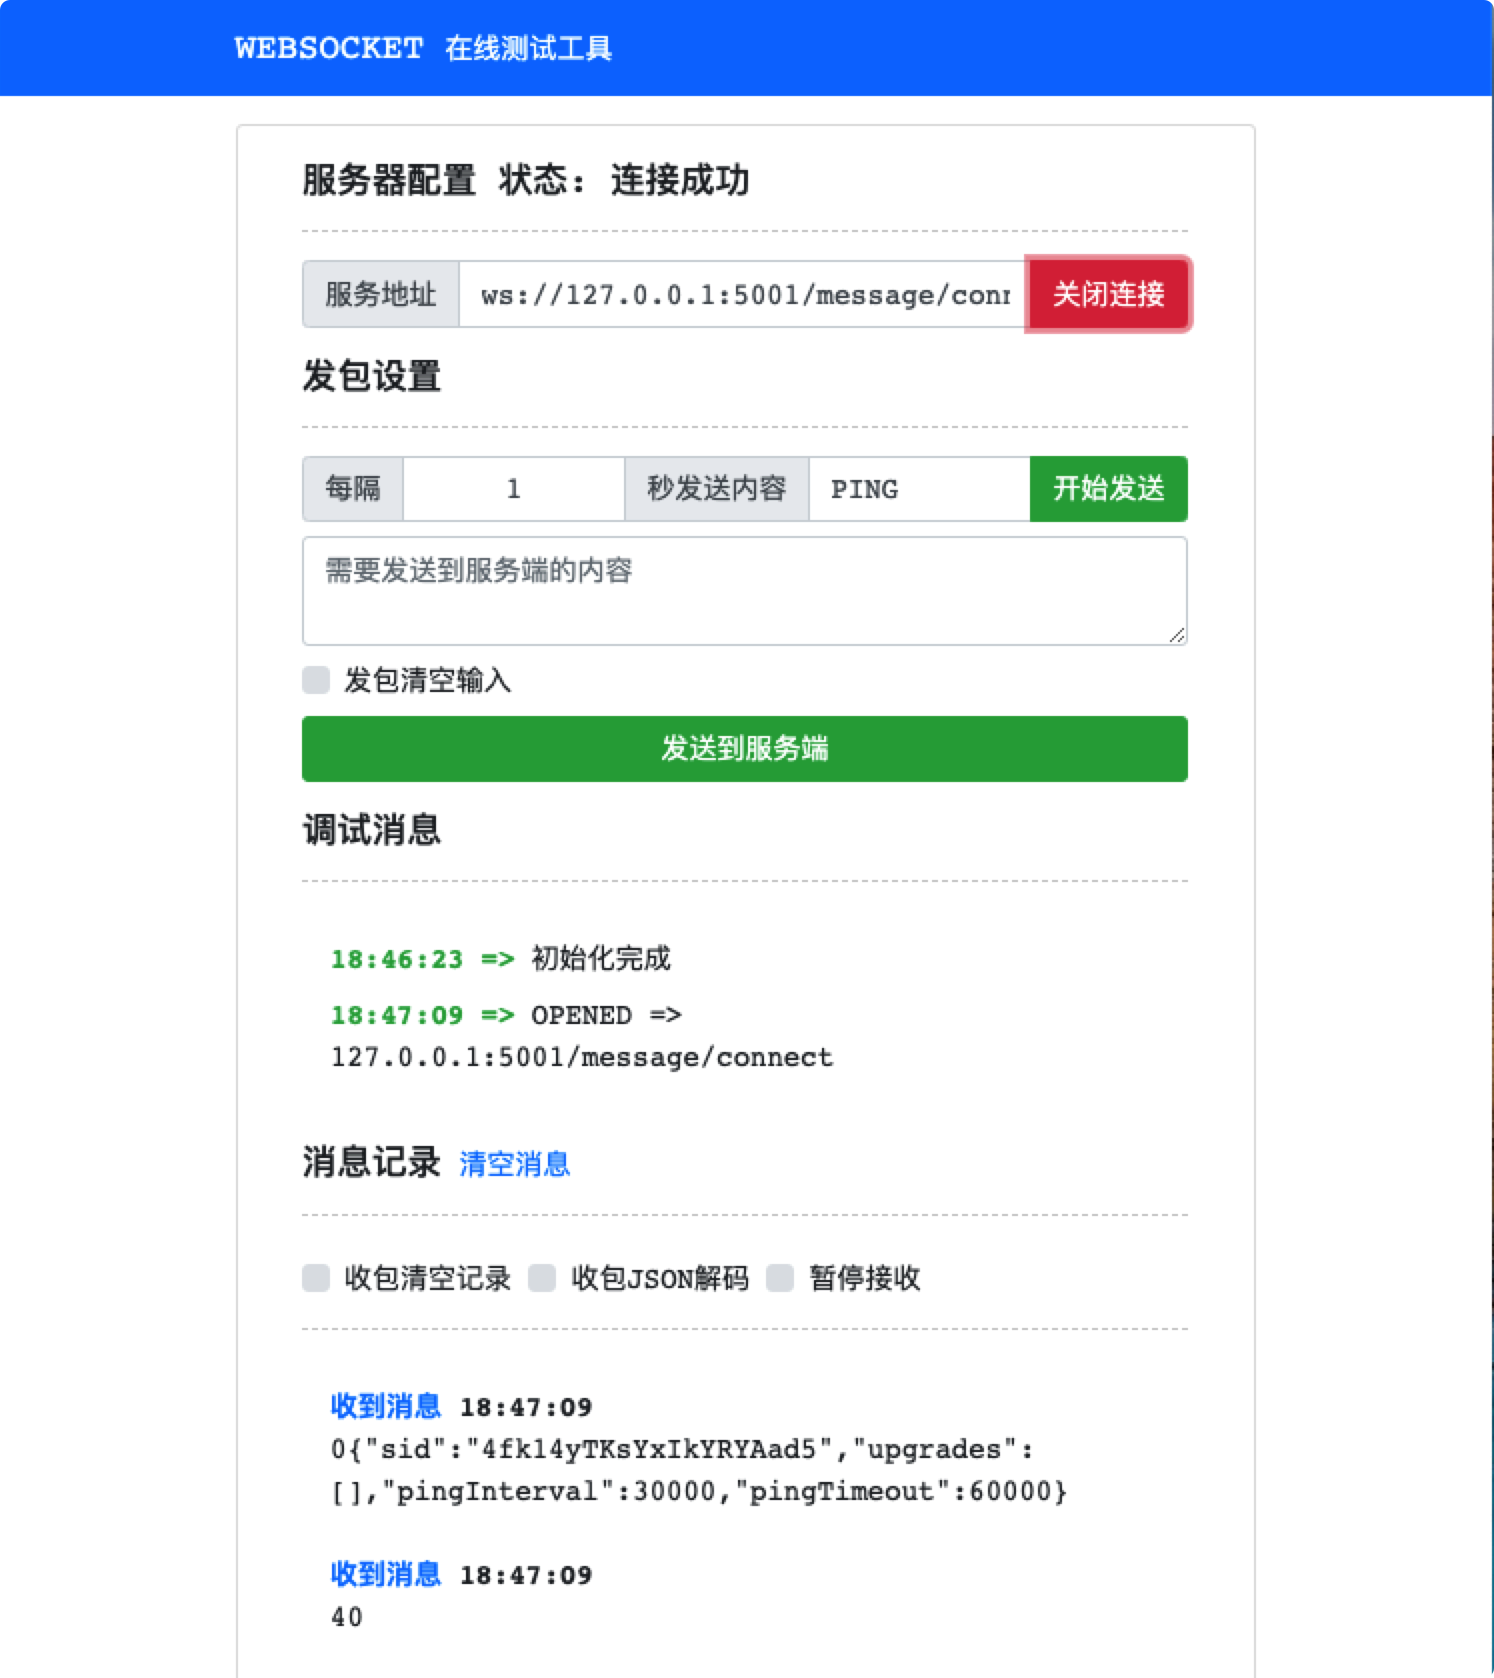 WEBSOCKET 在线测试工具
服务器配置 状态: 连接成功
服务地址 ws://127.0.0.1:5001/message/conn 关闭连接
发包设置
每隔 1 秒发送内容 PING 开始发送
需要发送到服务端的内容
发包清空输入
发送到服务端
调试消息
18:46:23 => 初始化完成
18:47:09 => OPENED =>
127.0.0.1:5001/message/connect
消息记录 清空消息
收包清空记录 收包JSON解码 暂停接收
收到消息 18:47:09
0{"sid":"4fk14yTKsYxIkYRYAad5","upgrades":
[],"pingInterval":30000,"pingTimeout":60000}
收到消息 18:47:09
40